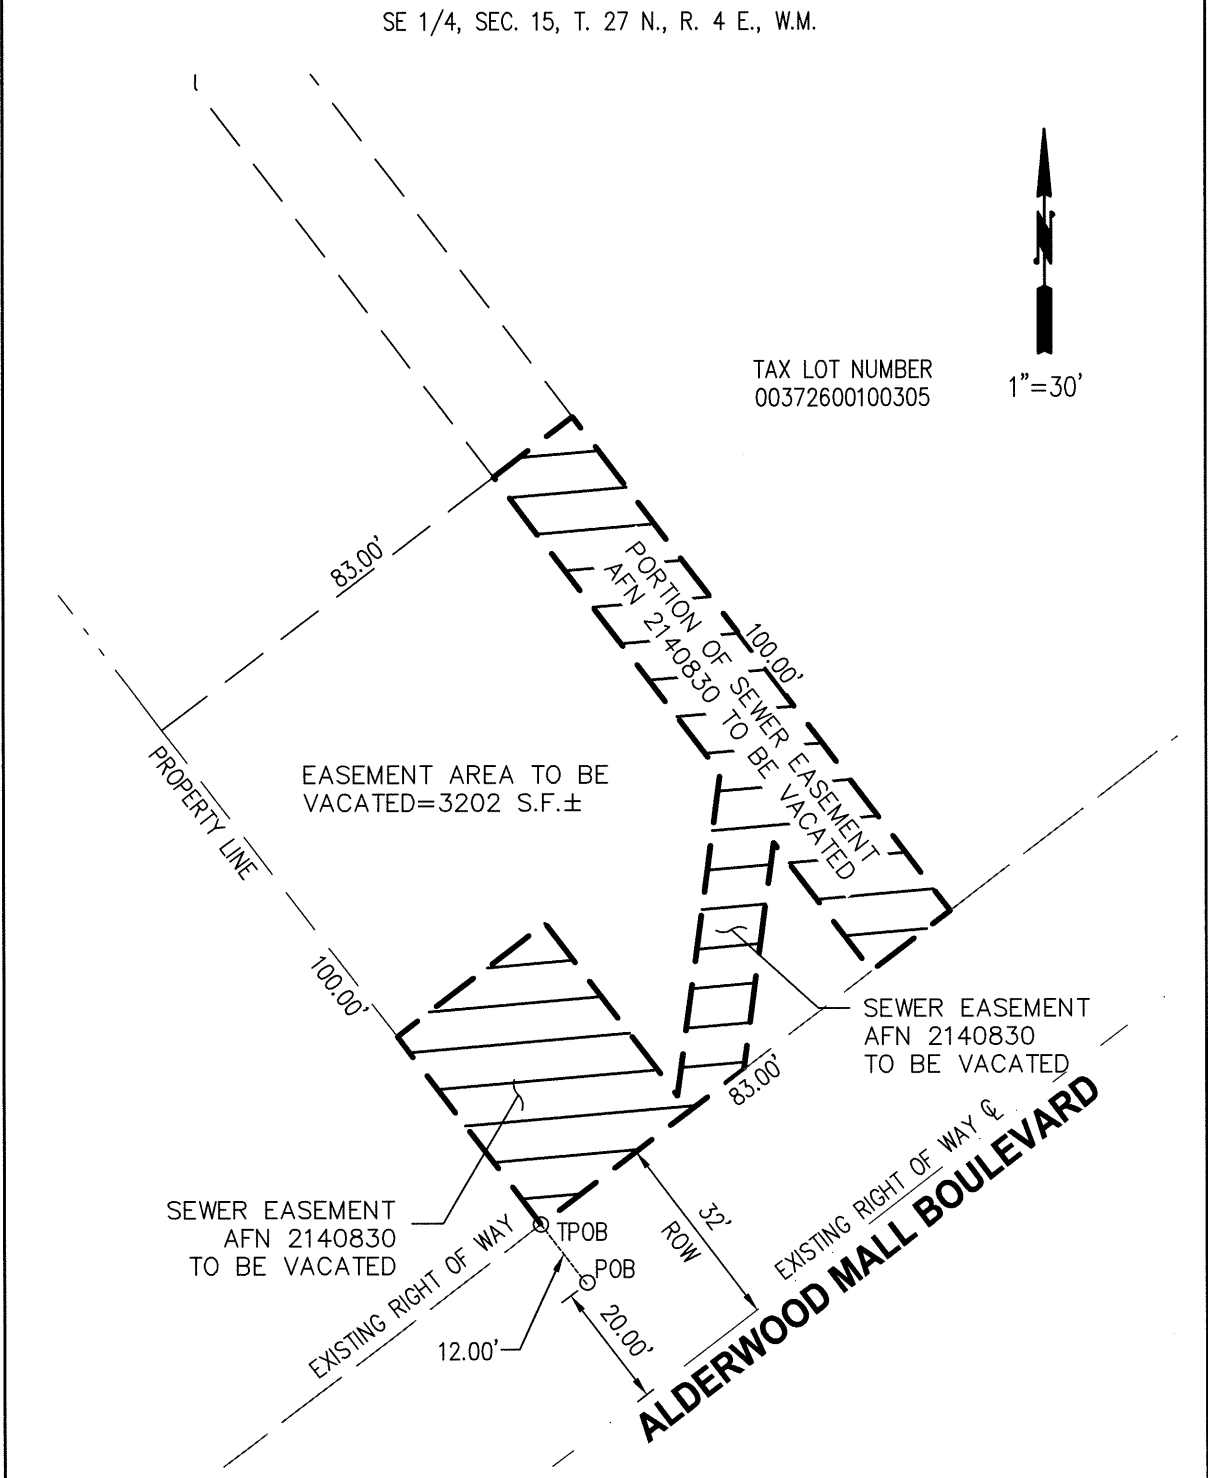 SE 1/4, SEC. 15, T. 27 N., R. 4 E., W.M.
N
TAX LOT NUMBER
00372600100305
1"=30'
83.00'
PORTION OF SEWER EASEMENT
AFN 2140830 TO BE VACATED
100.00'
PROPERTY LINE
EASEMENT AREA TO BE
VACATED=3202 S.F.±
100.00'
SEWER EASEMENT
AFN 2140830
TO BE VACATED
83.00'
SEWER EASEMENT
AFN 2140830
TO BE VACATED
EXISTING RIGHT OF WAY
TPOB
POB
12.00'
20.00'
32'
ROW
EXISTING RIGHT OF WAY ℄
ALDERWOOD MALL BOULEVARD